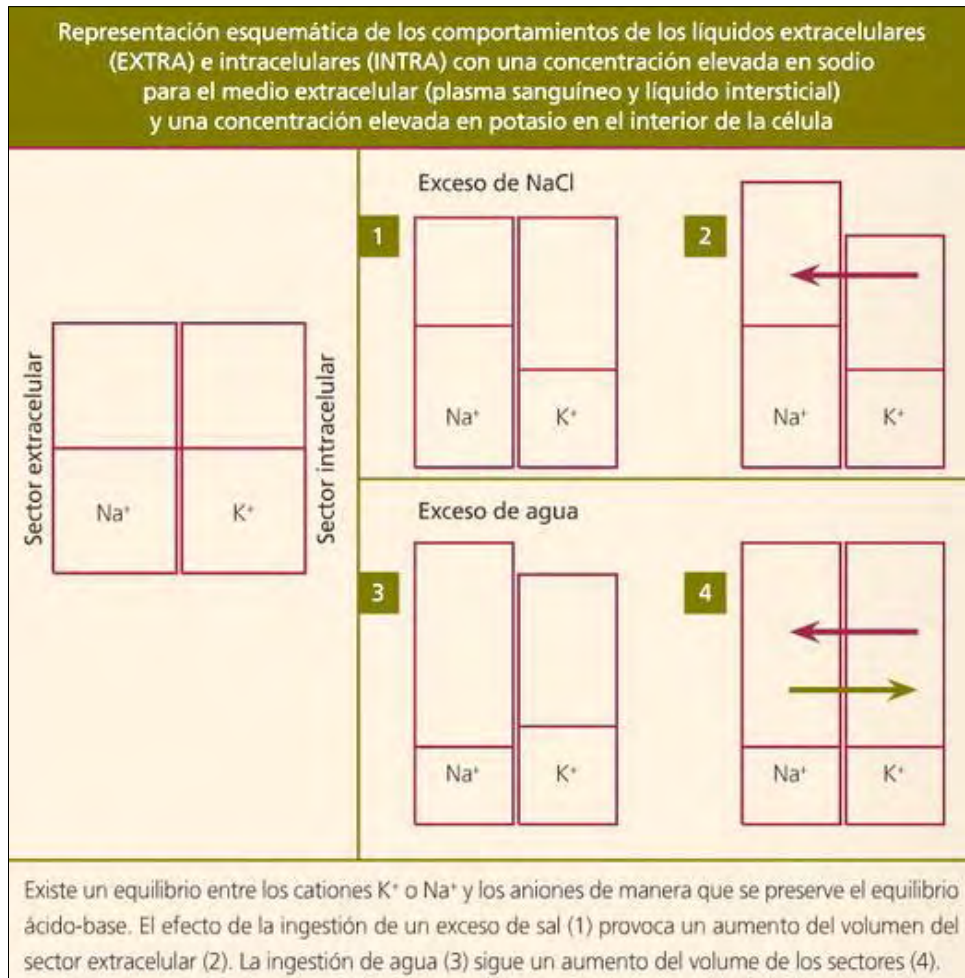 Representación esquemática de los comportamientos de los líquidos extracelulares
(EXTRA) e intracelulares (INTRA) con una concentración elevada en sodio
para el medio extracelular (plasma sanguíneo y líquido intersticial)
y una concentración elevada en potasio en el interior de la célula
Sector extracelular
Na⁺
K⁺
Sector intracelular
Exceso de NaCl
1
Na⁺
K⁺
2
Na⁺
K⁺
Exceso de agua
3
Na⁺
K⁺
4
Na⁺
K⁺
Existe un equilibrio entre los cationes K⁺ o Na⁺ y los aniones de manera que se preserve el equilibrio
ácido-base. El efecto de la ingestión de un exceso de sal (1) provoca un aumento del volumen del
sector extracelular (2). La ingestión de agua (3) sigue un aumento del volume de los sectores (4).